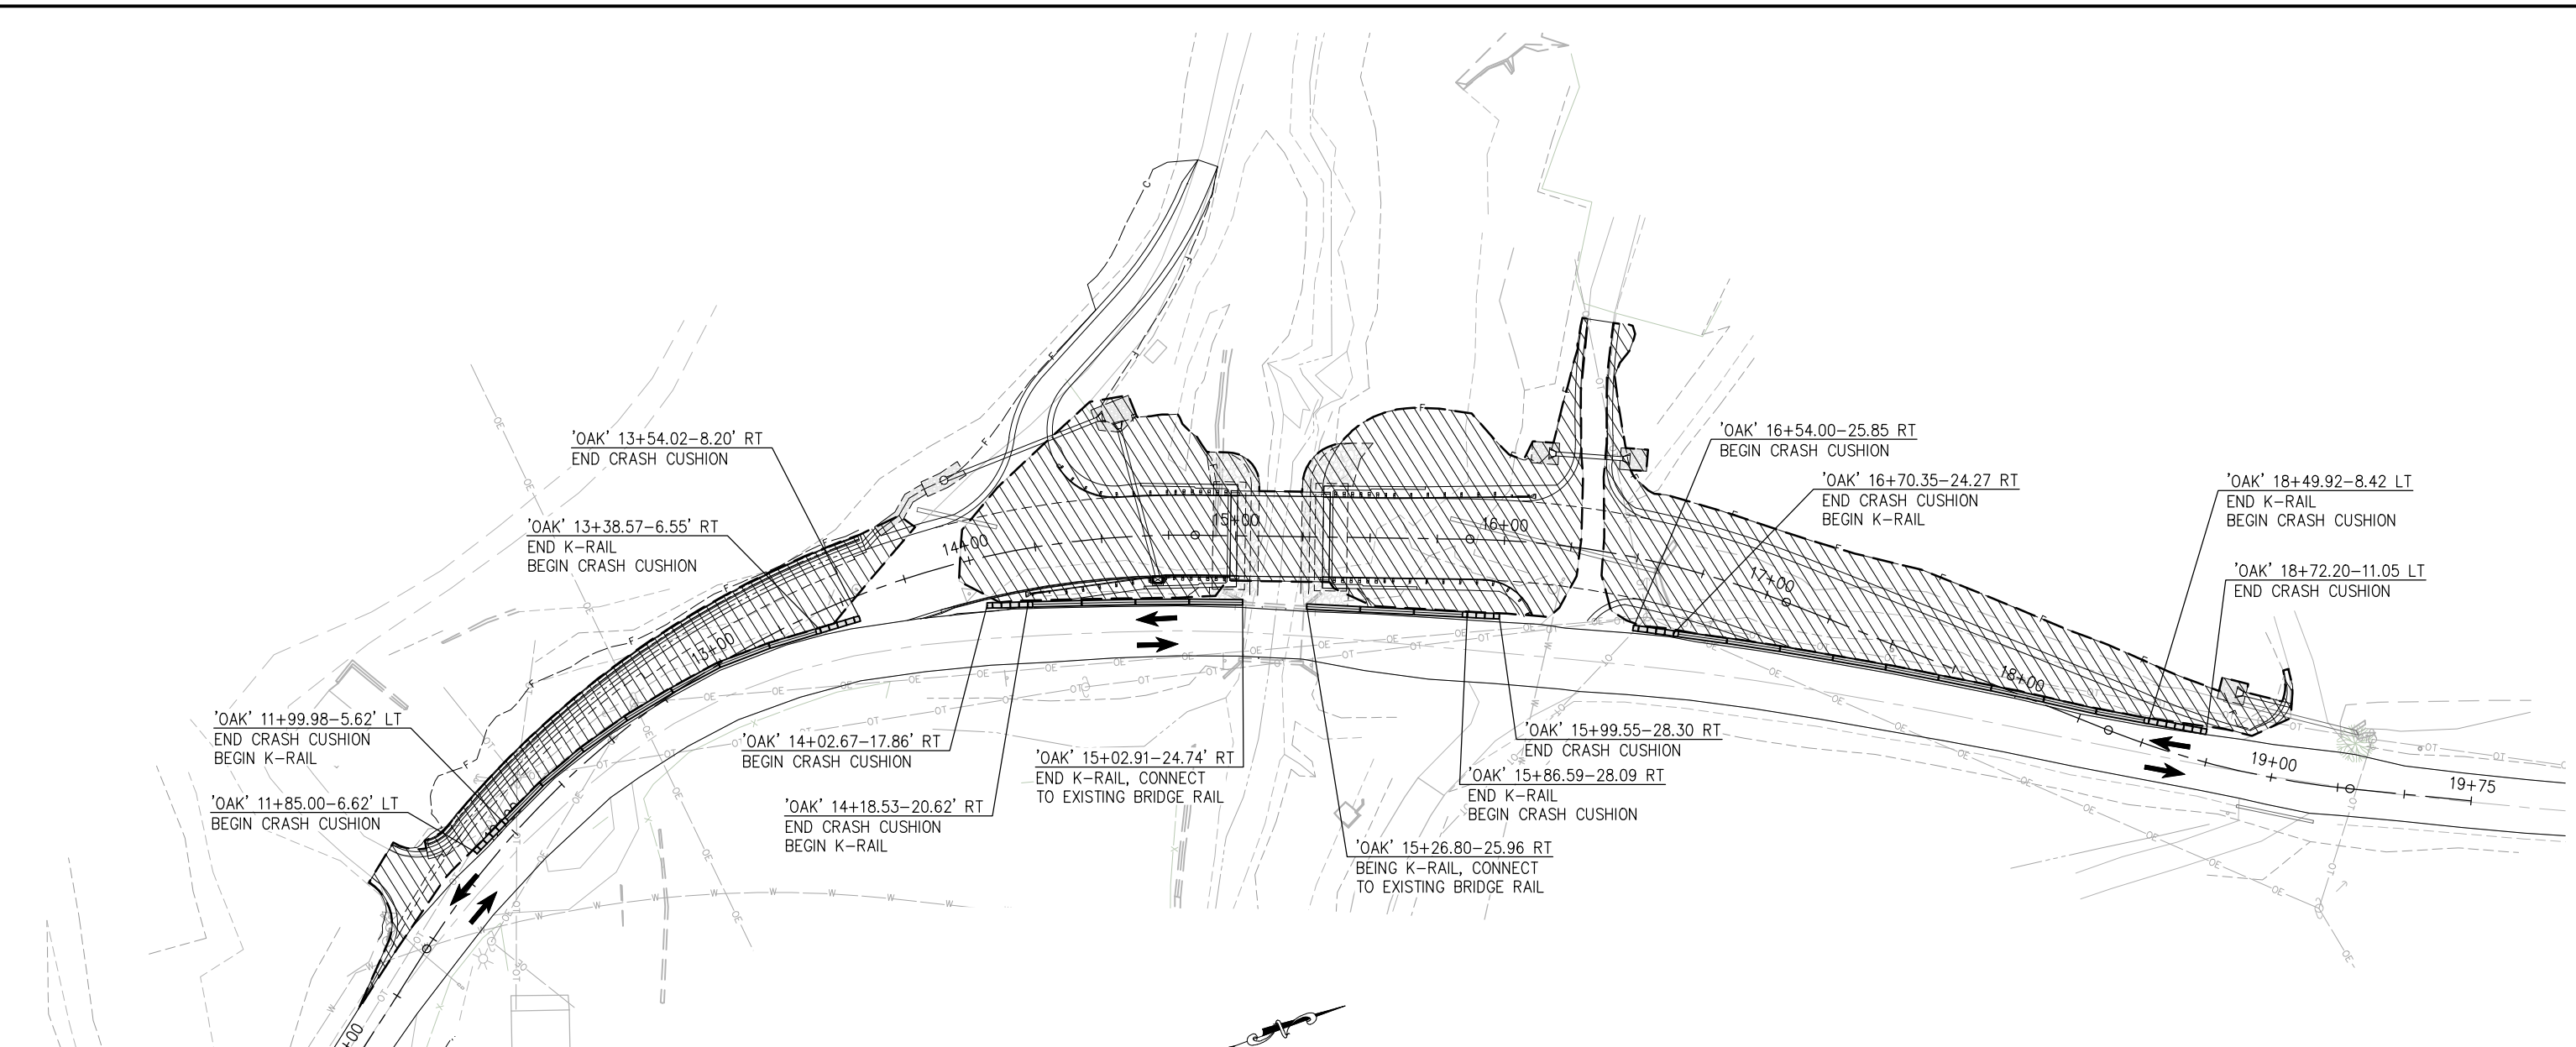 'OAK' 13+54.02-8.20' RT
END CRASH CUSHION
'OAK' 13+38.57-6.55' RT
END K-RAIL
BEGIN CRASH CUSHION
'OAK' 11+99.98-5.62' LT
END CRASH CUSHION
BEGIN K-RAIL
'OAK' 11+85.00-6.62' LT
BEGIN CRASH CUSHION
'OAK' 14+02.67-17.86' RT
BEGIN CRASH CUSHION
'OAK' 14+18.53-20.62' RT
END CRASH CUSHION
BEGIN K-RAIL
'OAK' 15+02.91-24.74' RT
END K-RAIL, CONNECT
TO EXISTING BRIDGE RAIL
'OAK' 15+26.80-25.96 RT
BEING K-RAIL, CONNECT
TO EXISTING BRIDGE RAIL
'OAK' 15+86.59-28.09 RT
END K-RAIL
BEGIN CRASH CUSHION
'OAK' 15+99.55-28.30 RT
END CRASH CUSHION
'OAK' 16+54.00-25.85 RT
BEGIN CRASH CUSHION
'OAK' 16+70.35-24.27 RT
END CRASH CUSHION
BEGIN K-RAIL
'OAK' 18+49.92-8.42 LT
END K-RAIL
BEGIN CRASH CUSHION
'OAK' 18+72.20-11.05 LT
END CRASH CUSHION
+00
13+00
14+00
15+00
16+00
17+00
18+00
19+00
19+75